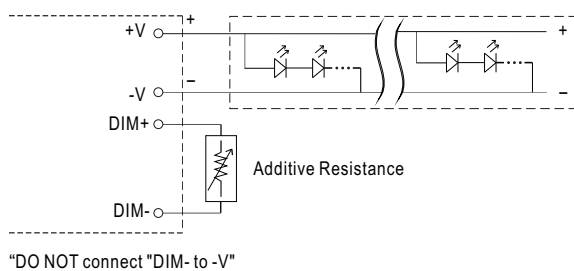 +
+V
+
−
-V
−
DIM+
Additive Resistance
DIM-
“DO NOT connect "DIM- to -V"